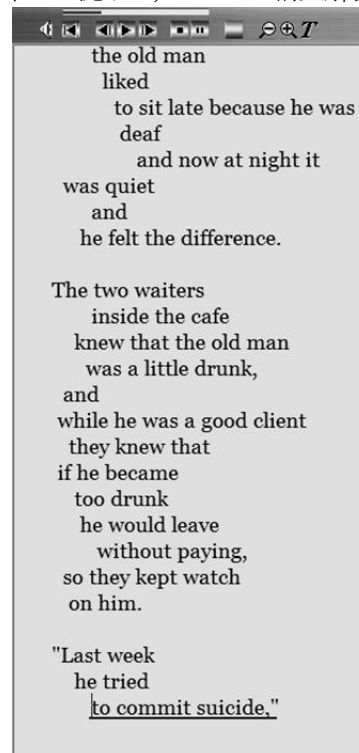 T
the old man
liked
to sit late because he was
deaf
and now at night it
was quiet
and
he felt the difference.
The two waiters
inside the cafe
knew that the old man
was a little drunk,
and
while he was a good client
they knew that
if he became
too drunk
he would leave
without paying,
so they kept watch
on him.
"Last week
he tried
to commit suicide,"